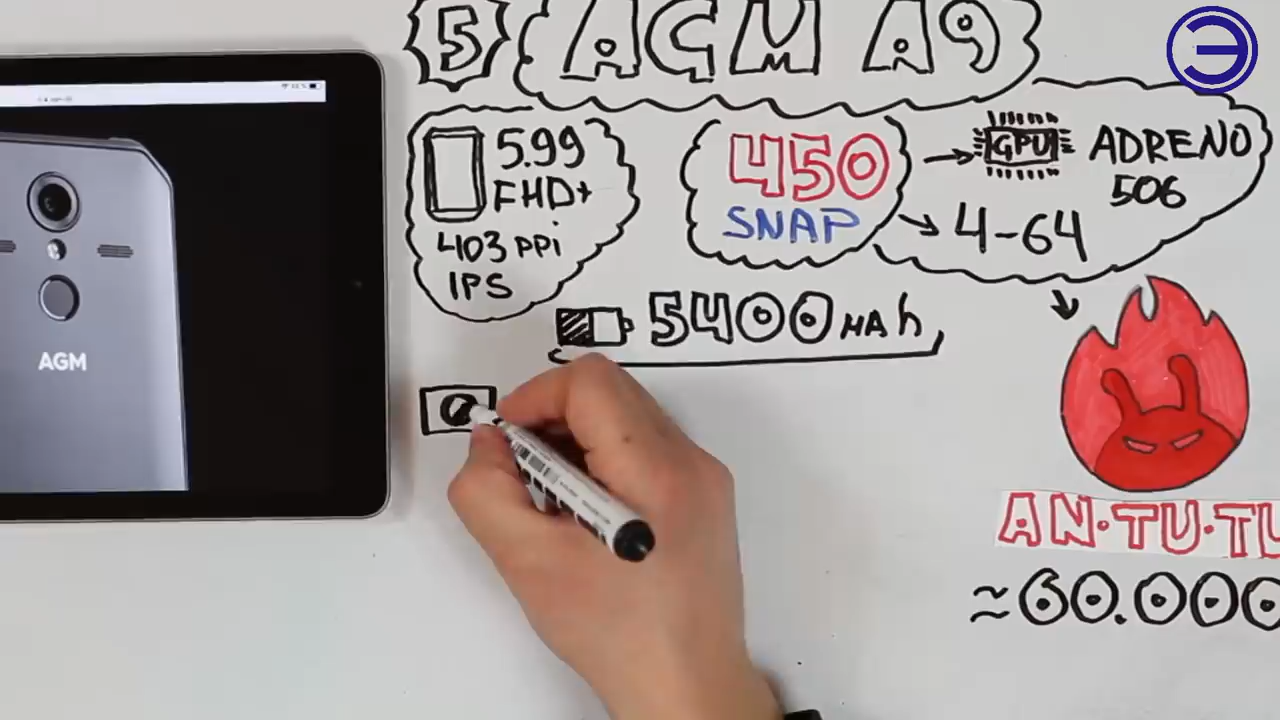 5 AGM A9
5.99
FHD+
403 ppi
IPS
450
SNAP
GPU
ADRENO
506
4-64
5400 мAh
AGM
AN·TU·TU
≈60.000
Э